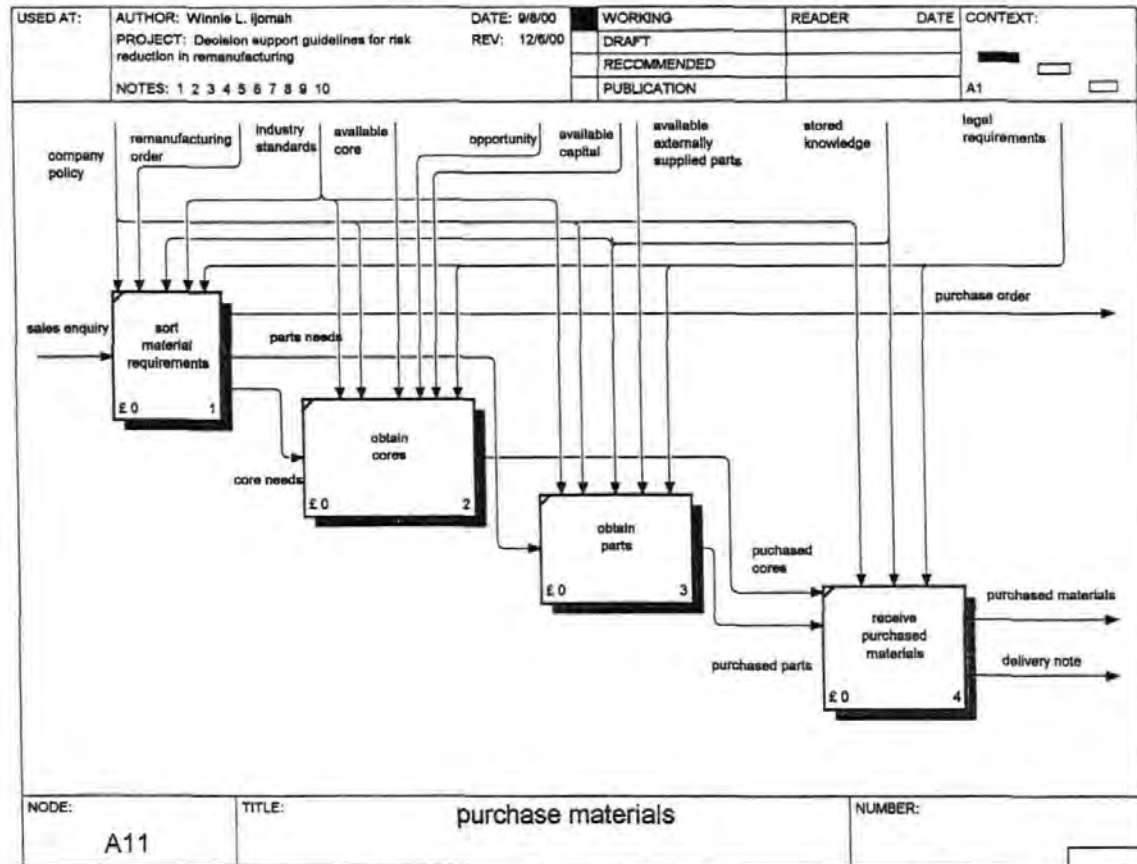 USED AT:
AUTHOR: Winnie L. Ijomah
DATE: 9/8/00
PROJECT: Decision support guidelines for risk
REV: 12/6/00
reduction in remanufacturing
NOTES: 1 2 3 4 5 6 7 8 9 10
WORKING
DRAFT
RECOMMENDED
PUBLICATION
READER
DATE
CONTEXT:
A1
company
policy
remanufacturing
order
industry
standards
available
core
opportunity
available
capital
available
externally
supplied parts
stored
knowledge
legal
requirements
sales enquiry
sort
material
requirements
£ 0
1
purchase order
parts needs
core needs
obtain
cores
£ 0
2
obtain
parts
£ 0
3
puchased
cores
purchased parts
receive
purchased
materials
£ 0
4
purchased materials
delivery note
NODE:
A11
TITLE:
purchase materials
NUMBER: